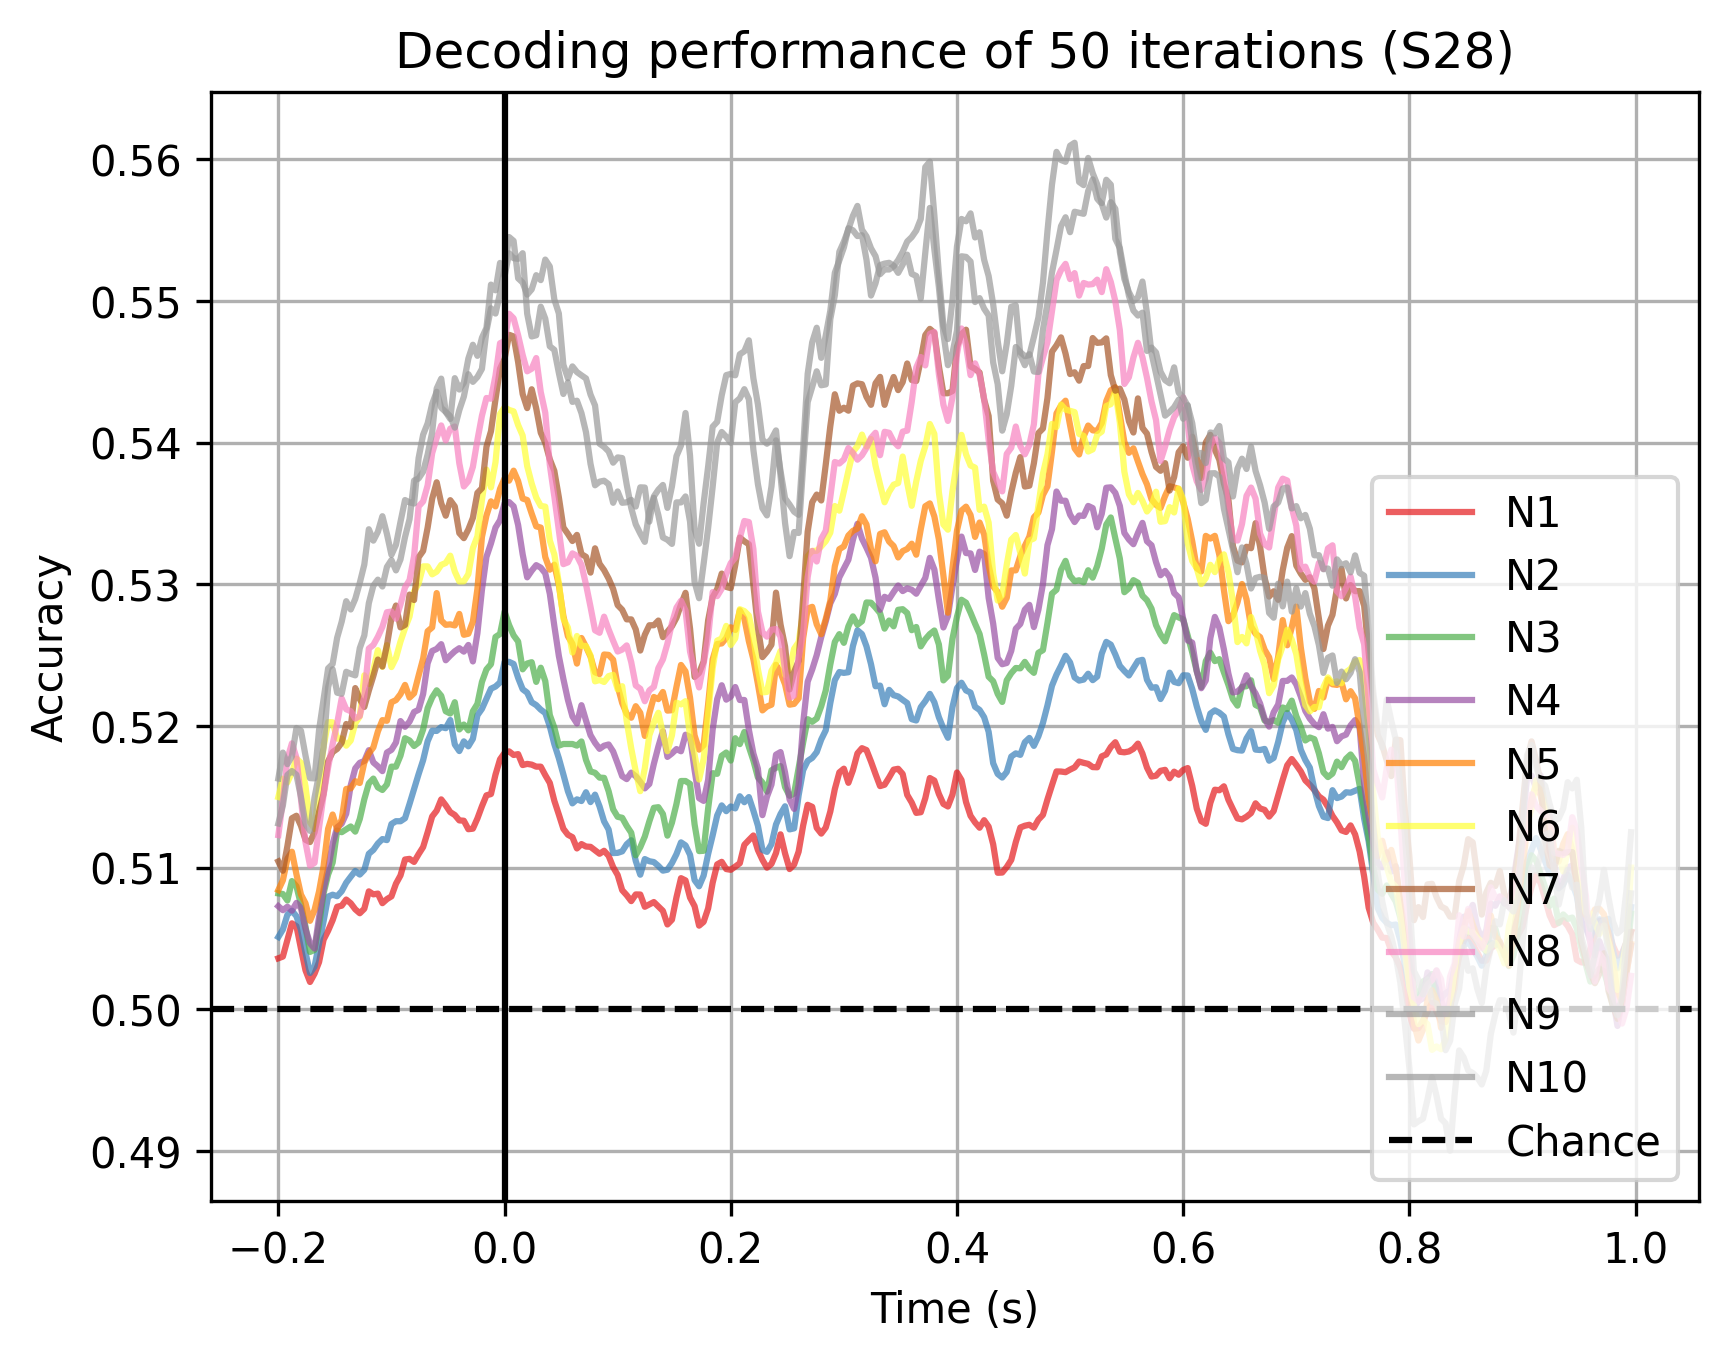 Decoding performance of 50 iterations (S28)
Accuracy
0.56
0.55
0.54
0.53
0.52
0.51
0.50
0.49
N1
N2
N3
N4
N5
N6
N7
N8
N9
N10
Chance
−0.2 0.0 0.2 0.4 0.6 0.8 1.0
Time (s)